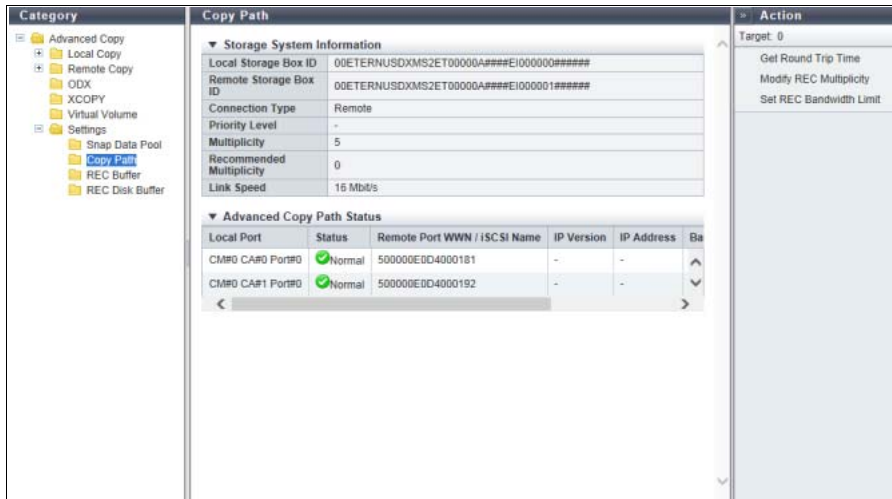 Category
Advanced Copy
Local Copy
Remote Copy
ODX
XCOPY
Virtual Volume
Settings
Snap Data Pool
Copy Path
REC Buffer
REC Disk Buffer
Copy Path
Storage System Information
Local Storage Box ID 00ETERNUSDXMS2ET00000A####EI000000######
Remote Storage Box
ID 00ETERNUSDXMS2ET00000A####EI000001######
Connection Type Remote
Priority Level -
Multiplicity 5
Recommended
Multiplicity 0
Link Speed 16 Mbit/s
Advanced Copy Path Status
Local Port Status Remote Port WWN / iSCSI Name IP Version IP Address Ba
CM#0 CA#0 Port#0 Normal 500000E0D4000181 - -
CM#0 CA#1 Port#0 Normal 500000E0D4000192 - -
» Action
Target: 0
Get Round Trip Time
Modify REC Multiplicity
Set REC Bandwidth Limit